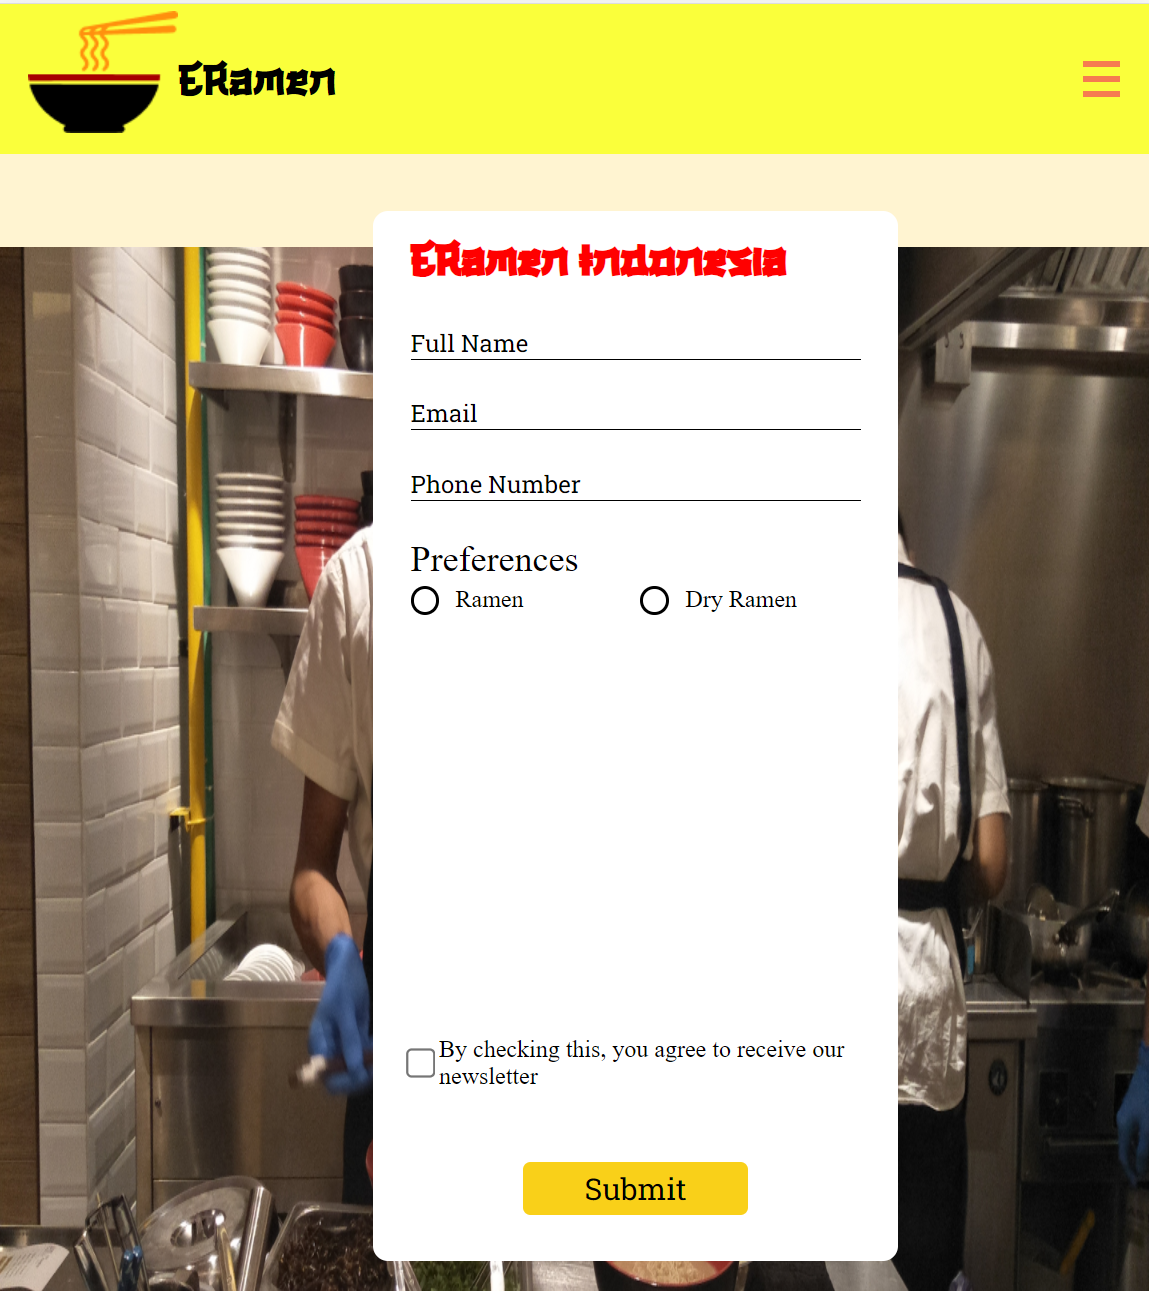 ERamen
ERamen Indonesia
Full Name
Email
Phone Number
Preferences
Ramen
Dry Ramen
By checking this, you agree to receive our
newsletter
Submit